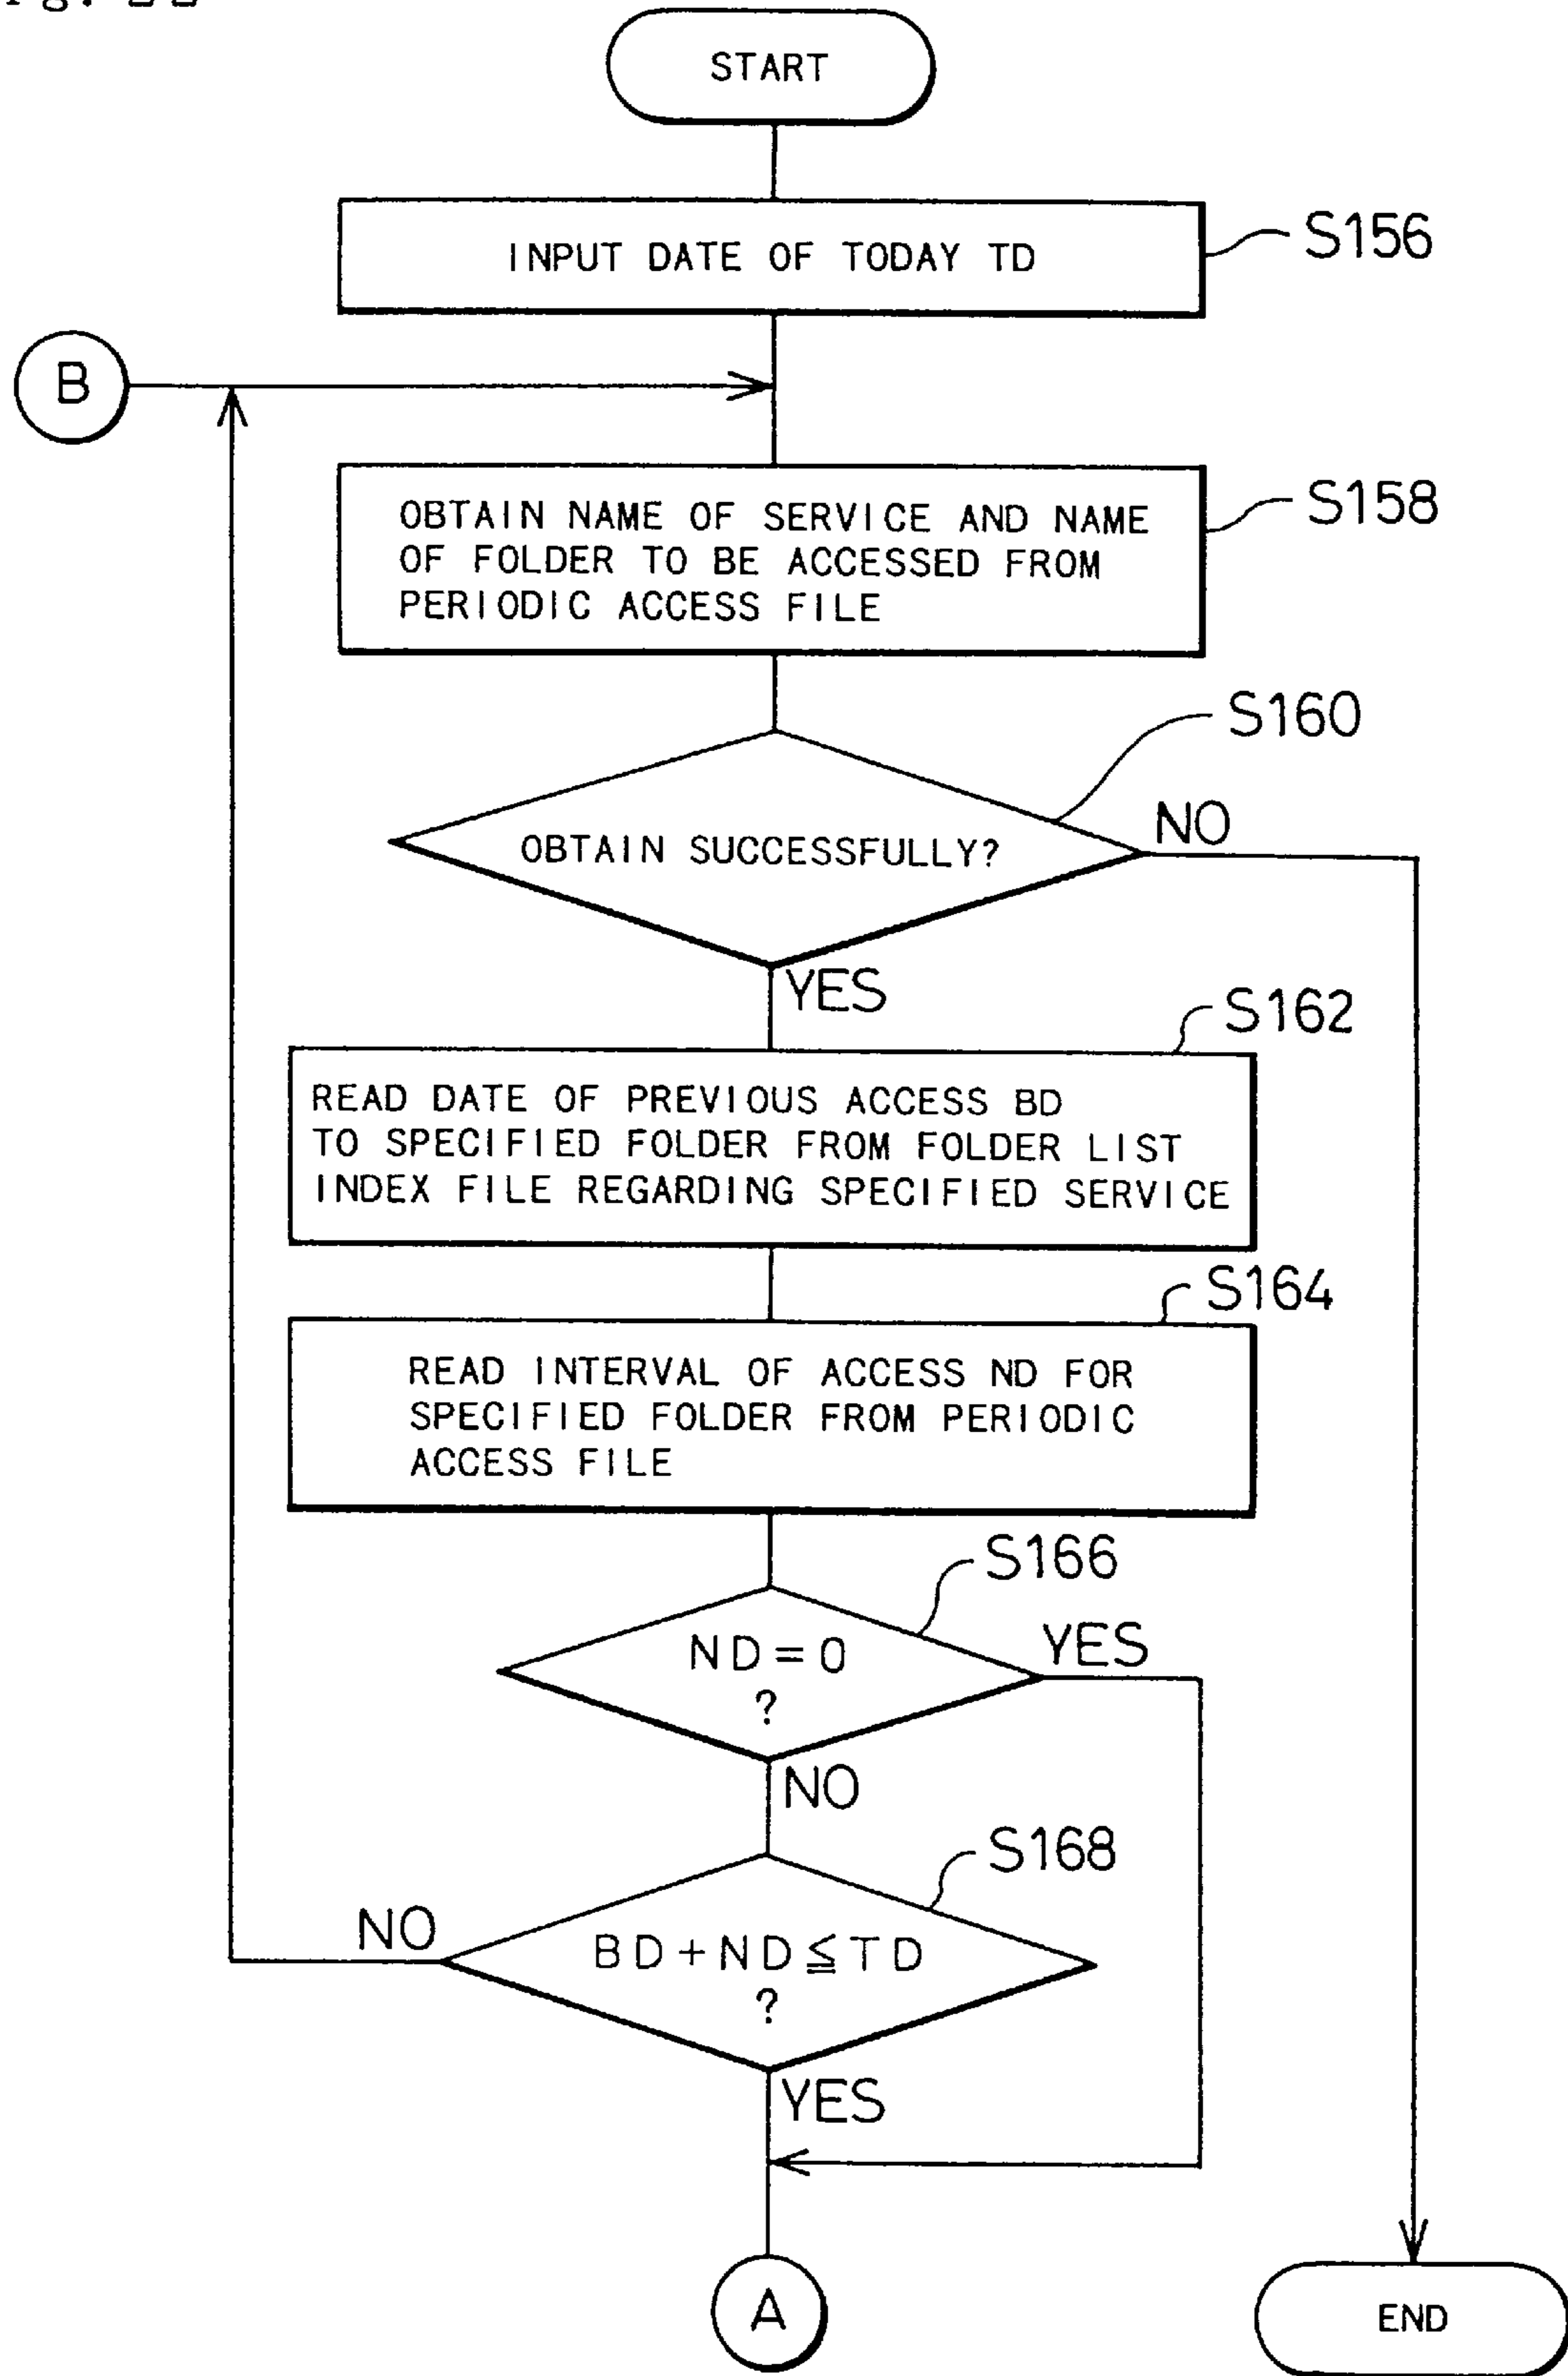 START
INPUT DATE OF TODAY TD
S156
B
OBTAIN NAME OF SERVICE AND NAME
OF FOLDER TO BE ACCESSED FROM
PERIODIC ACCESS FILE
S158
S160
OBTAIN SUCCESSFULLY?
NO
YES
S162
READ DATE OF PREVIOUS ACCESS BD
TO SPECIFIED FOLDER FROM FOLDER LIST
INDEX FILE REGARDING SPECIFIED SERVICE
S164
READ INTERVAL OF ACCESS ND FOR
SPECIFIED FOLDER FROM PERIODIC
ACCESS FILE
S166
ND=0
?
YES
NO
S168
NO
BD+ND≦TD
?
YES
A
END